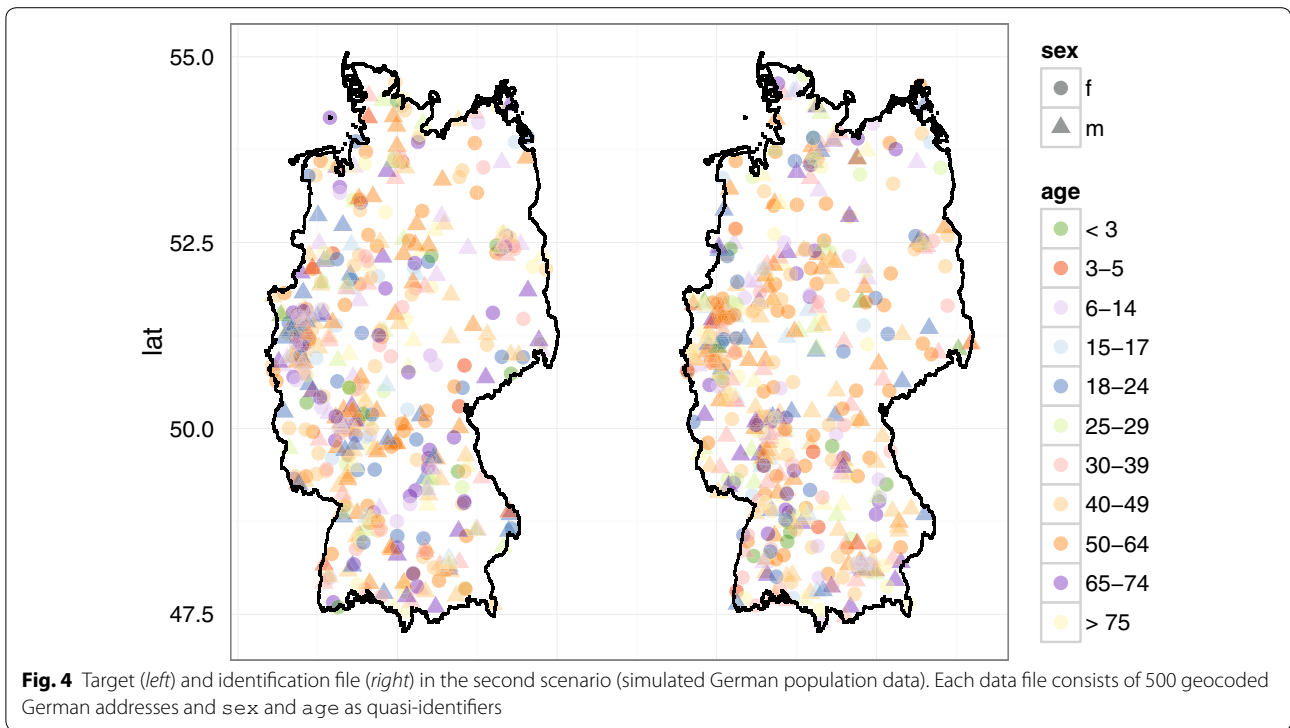 55.0
52.5
50.0
47.5
lat
sex
f
m
age
< 3
3–5
6–14
15–17
18–24
25–29
30–39
40–49
50–64
65–74
> 75
Fig. 4 Target (left) and identification file (right) in the second scenario (simulated German population data). Each data file consists of 500 geocoded
German addresses and sex and age as quasi-identifiers